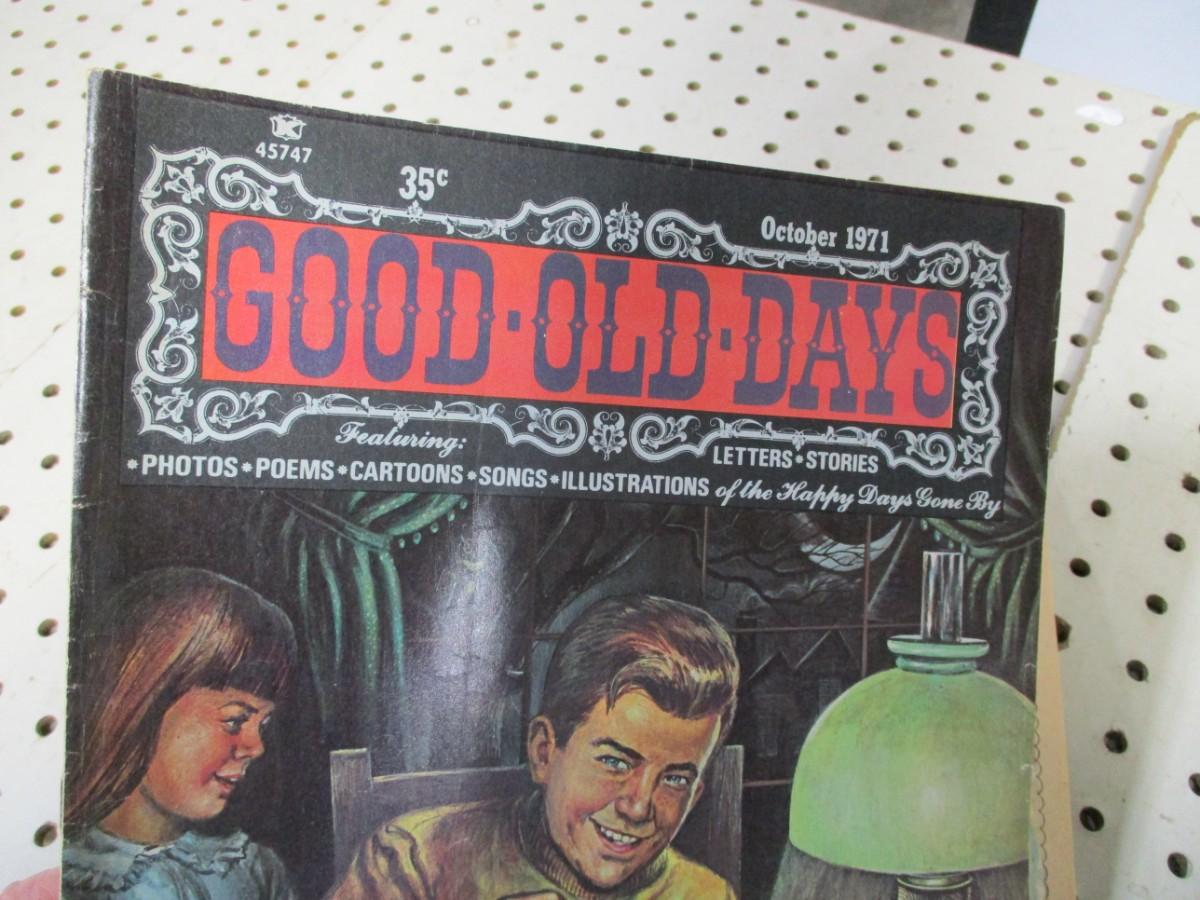 K
45747
35¢
October 1971
GOOD·OLD·DAYS
Featuring:
*PHOTOS*POEMS*CARTOONS*SONGS*ILLUSTRATIONS
LETTERS*STORIES
of the Happy Days Gone By